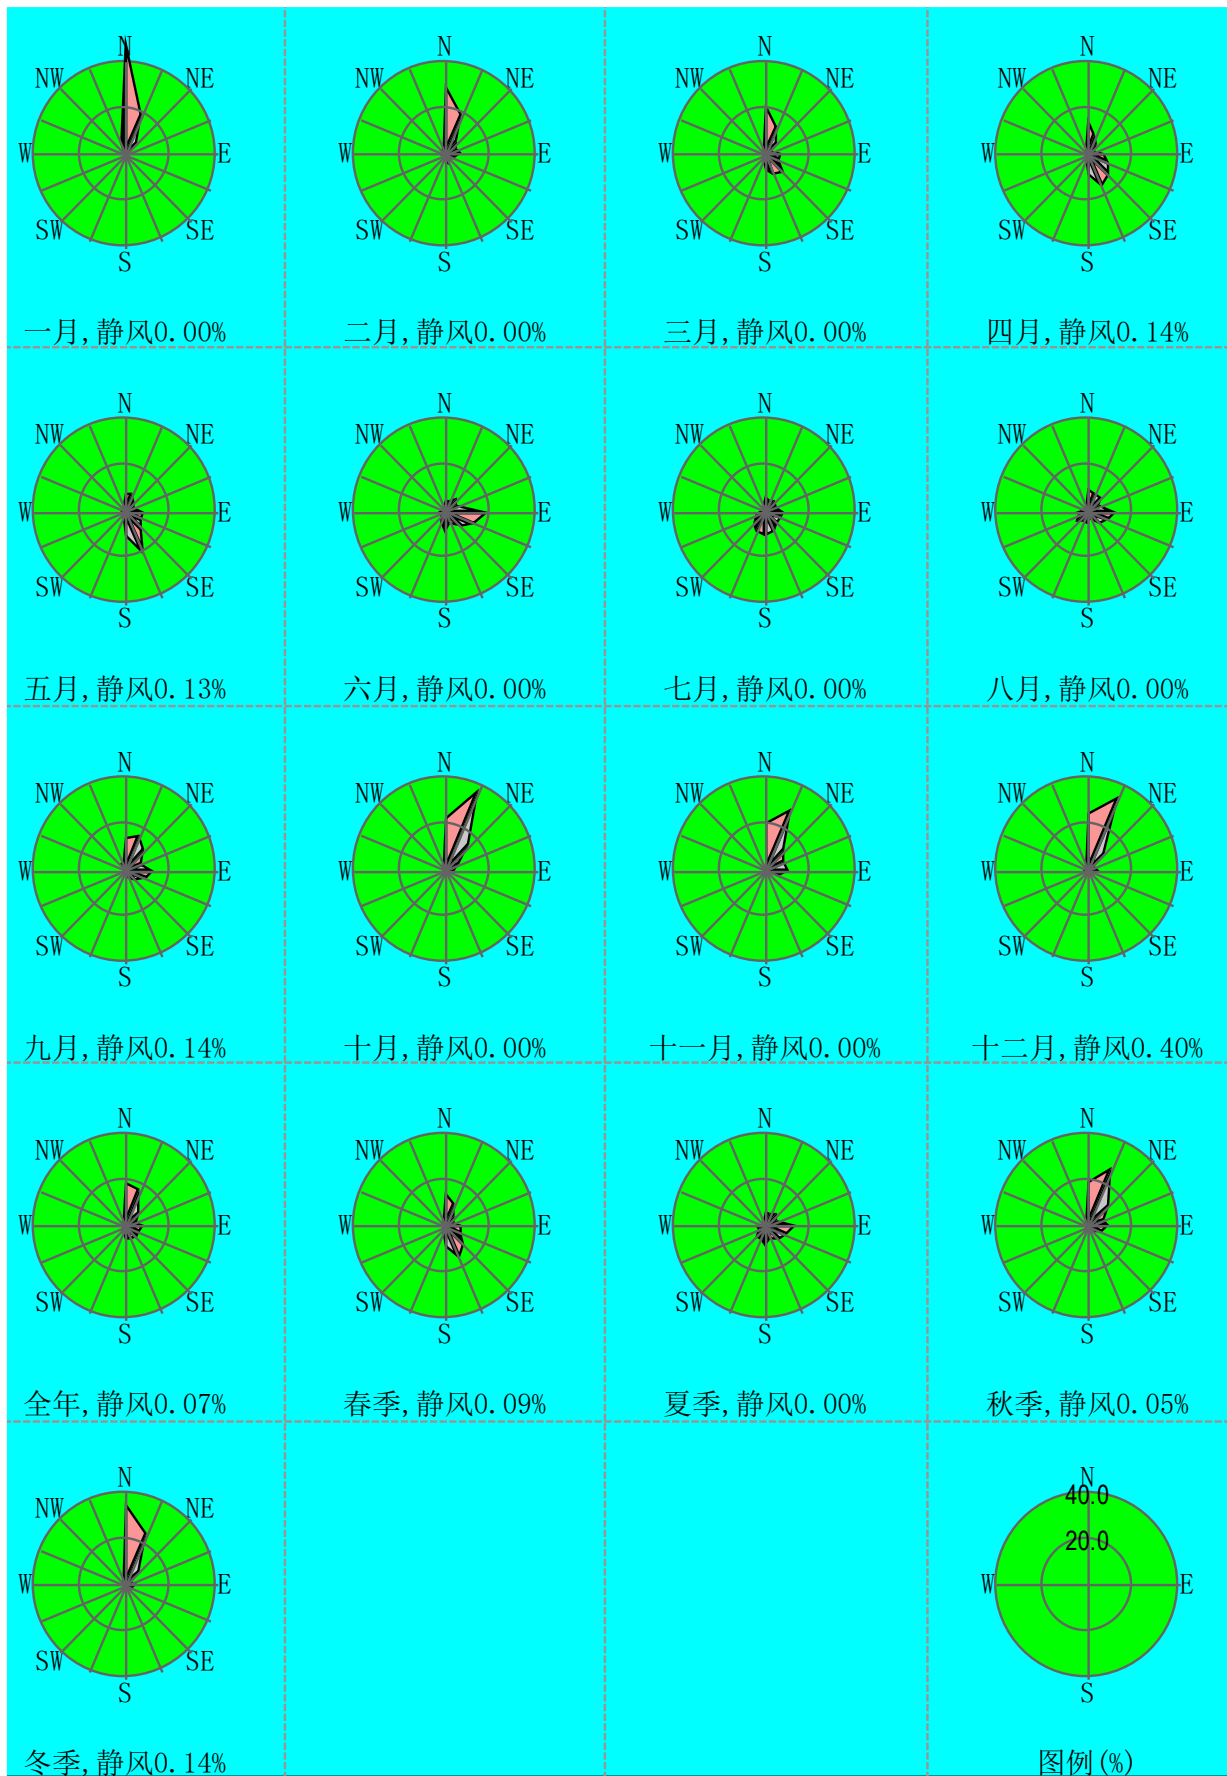 N N N N
NW NE NW NE NW NE NW NE
W E W E W E W E
SW SE SW SE SW SE SW SE
S S S S
一月,静风0.00% 二月,静风0.00% 三月,静风0.00% 四月,静风0.14%
N N N N
NW NE NW NE NW NE NW NE
W E W E W E W E
SW SE SW SE SW SE SW SE
S S S S
五月,静风0.13% 六月,静风0.00% 七月,静风0.00% 八月,静风0.00%
N N N N
NW NE NW NE NW NE NW NE
W E W E W E W E
SW SE SW SE SW SE SW SE
S S S S
九月,静风0.14% 十月,静风0.00% 十一月,静风0.00% 十二月,静风0.40%
N N N N
NW NE NW NE NW NE NW NE
W E W E W E W E
SW SE SW SE SW SE SW SE
S S S S
全年,静风0.07% 春季,静风0.09% 夏季,静风0.00% 秋季,静风0.05%
N N
NW NE 40.0
20.0
W E W E
SW SE
S S
冬季,静风0.14% 图例(%)